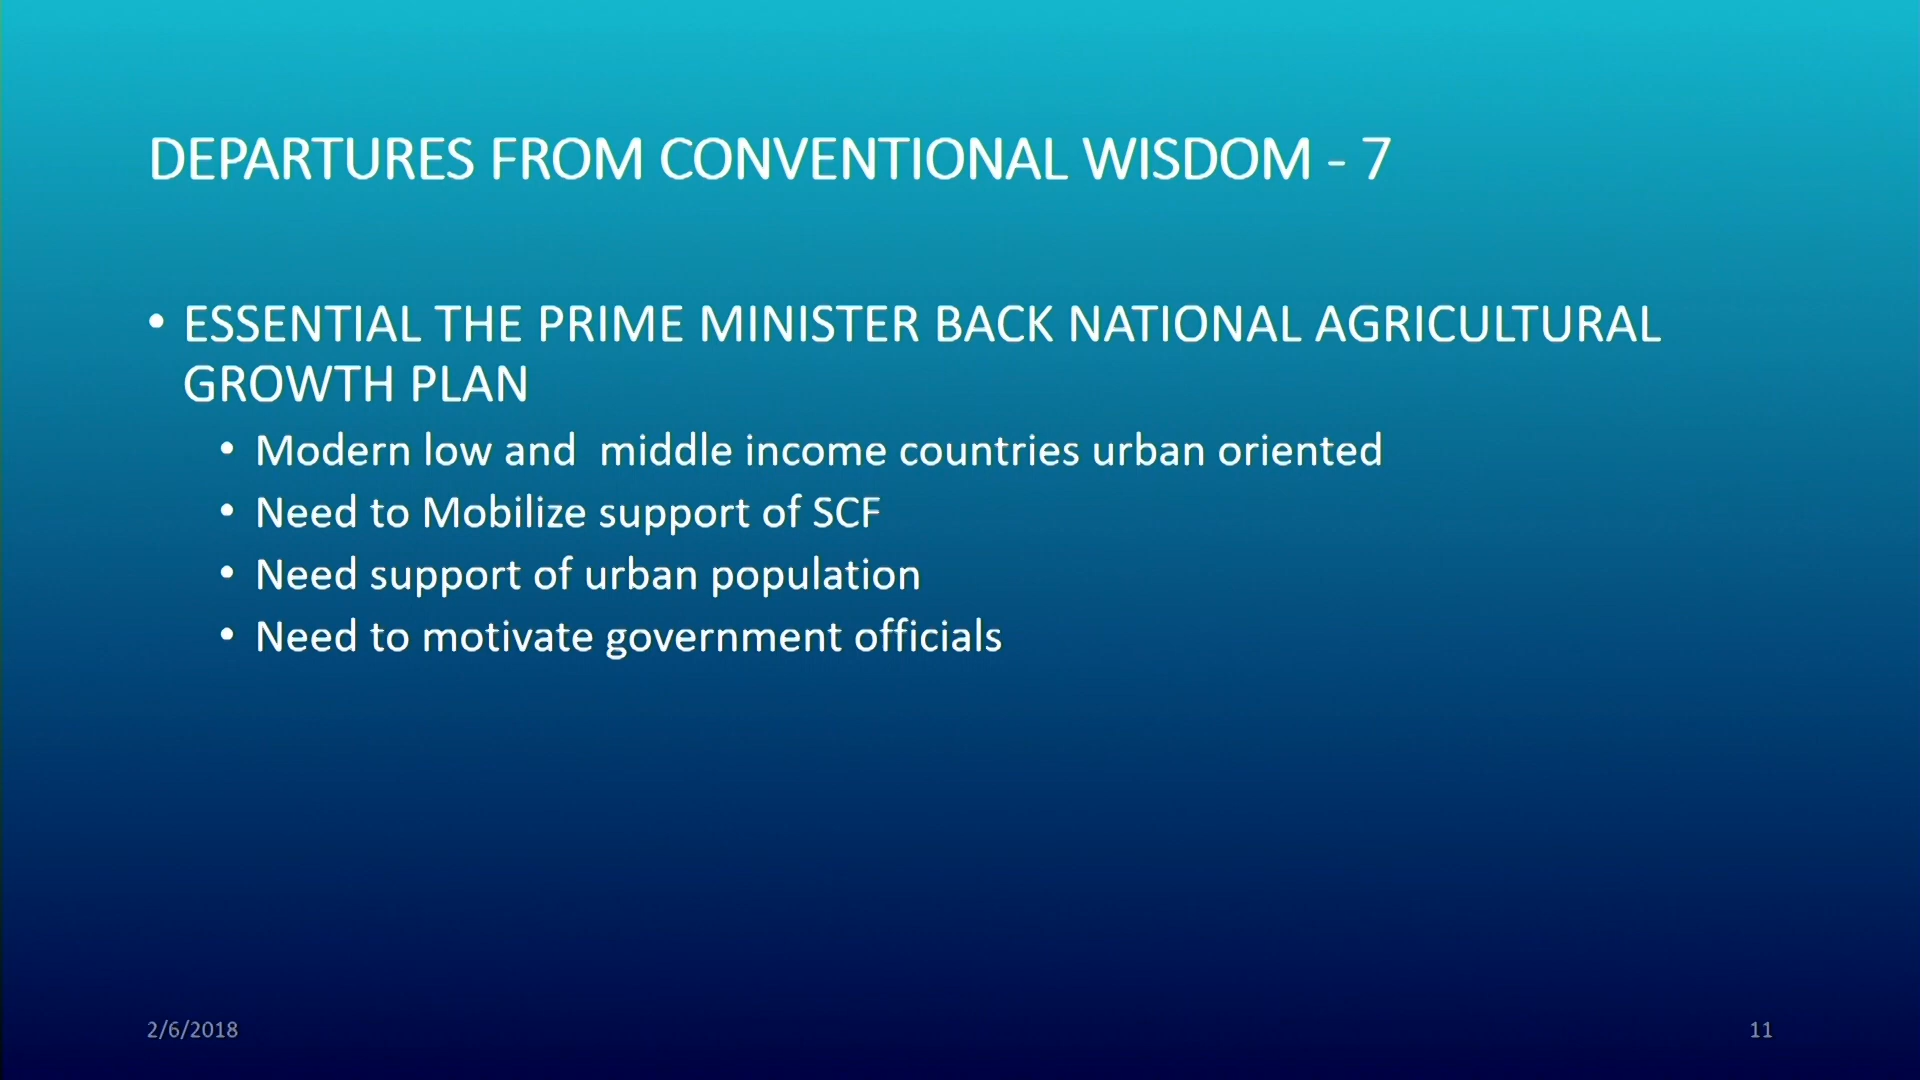 DEPARTURES FROM CONVENTIONAL WISDOM - 7
• ESSENTIAL THE PRIME MINISTER BACK NATIONAL AGRICULTURAL
GROWTH PLAN
• Modern low and  middle income countries urban oriented
• Need to Mobilize support of SCF
• Need support of urban population
• Need to motivate government officials
2/6/2018
11